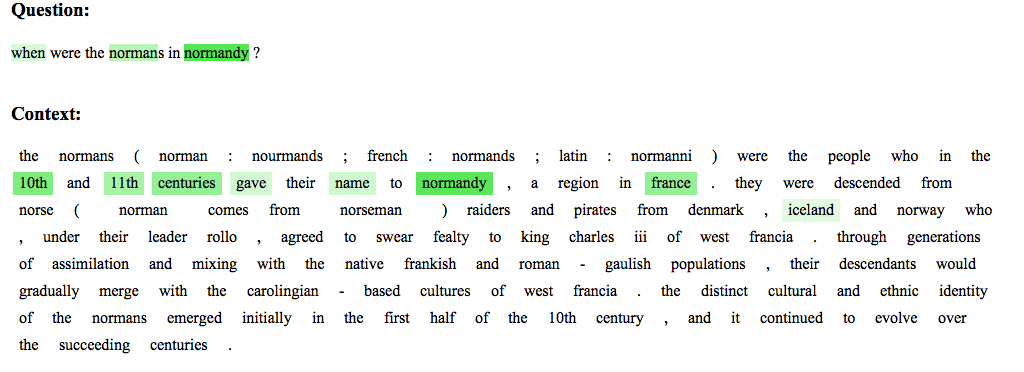 Question:
when were the normans in normandy ?
Context:
the normans ( norman : nourmands ; french : normands ; latin : normanni ) were the people who in the
10th and 11th centuries gave their name to normandy , a region in france . they were descended from
norse ( norman comes from norseman ) raiders and pirates from denmark , iceland and norway who
, under their leader rollo , agreed to swear fealty to king charles iii of west francia . through generations
of assimilation and mixing with the native frankish and roman - gaulish populations , their descendants would
gradually merge with the carolingian - based cultures of west francia . the distinct cultural and ethnic identity
of the normans emerged initially in the first half of the 10th century , and it continued to evolve over
the succeeding centuries .